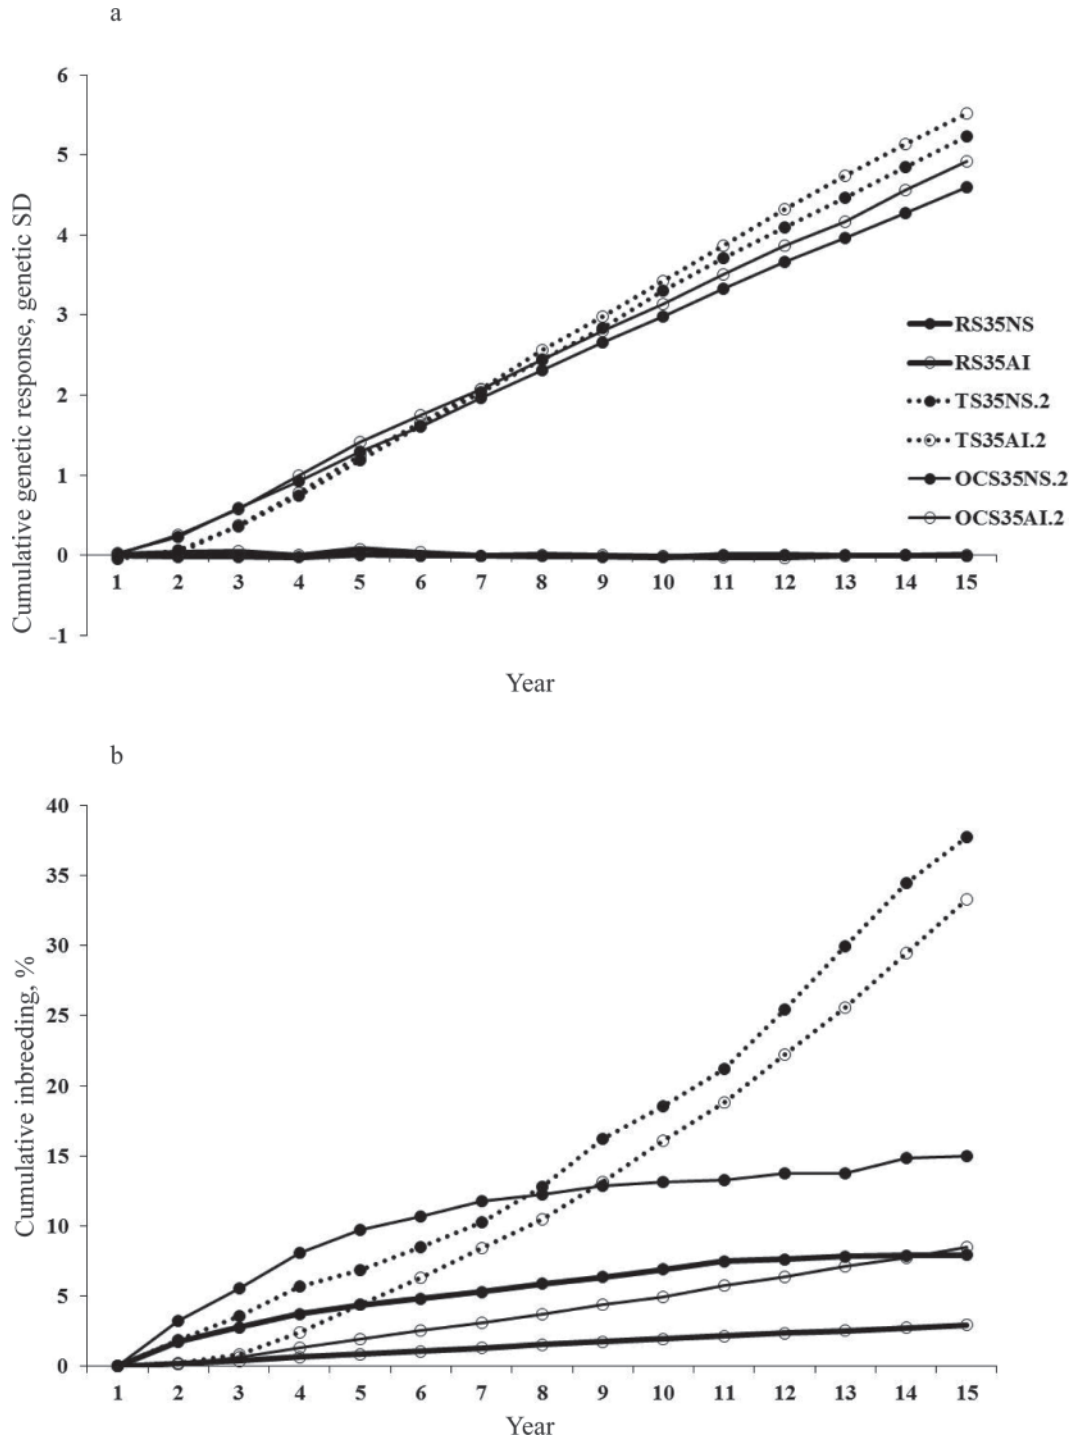 a
6
5
4
3
2
1
0
-1
Cumulative genetic response, genetic SD
1 2 3 4 5 6 7 8 9 10 11 12 13 14 15
Year
RS35NS
RS35AI
TS35NS.2
TS35AI.2
OCS35NS.2
OCS35AI.2
b
40
35
30
25
20
15
10
5
0
Cumulative inbreeding, %
1 2 3 4 5 6 7 8 9 10 11 12 13 14 15
Year